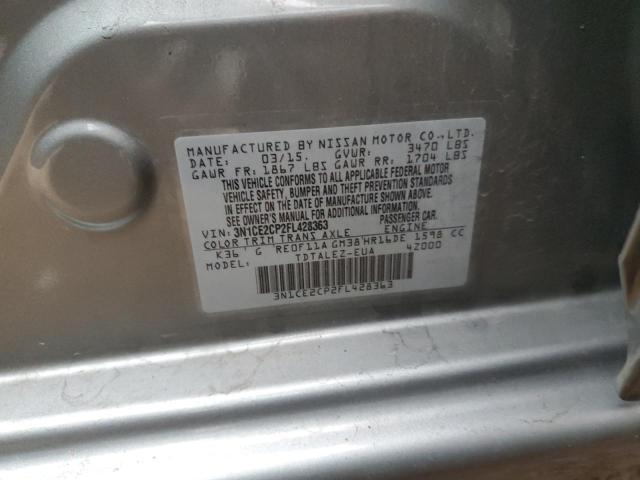 MANUFACTURED BY NISSAN MOTOR CO., LTD.
DATE: 03/15. GVWR: 3470 LBS
GAWR FR: 1867 LBS GAWR RR: 1704 LBS
THIS VEHICLE CONFORMS TO ALL APPLICABLE FEDERAL MOTOR
VEHICLE SAFETY, BUMPER AND THEFT PREVENTION STANDARDS
IN EFFECT ON THE DATE OF MANUFACTURE SHOWN ABOVE.
SEE OWNER'S MANUAL FOR ADDITIONAL INFORMATION
VIN: 3N1CE2CP2FL428363 PASSENGER CAR.
COLOR TRIM TRANS AXLE ENGINE
K36 G RE0F11A GM38 HR16DE 1598 CC
MODEL: TDTALEZ-EUA 4Z000
3N1CE2CP2FL428363